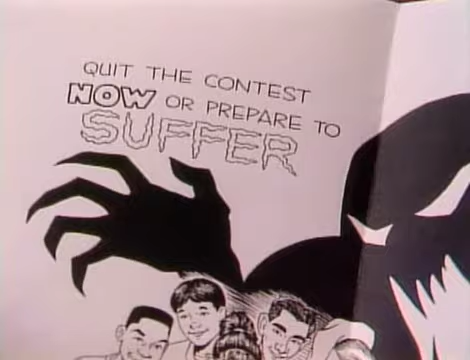 QUIT THE CONTEST
NOW OR PREPARE TO
SUFFER